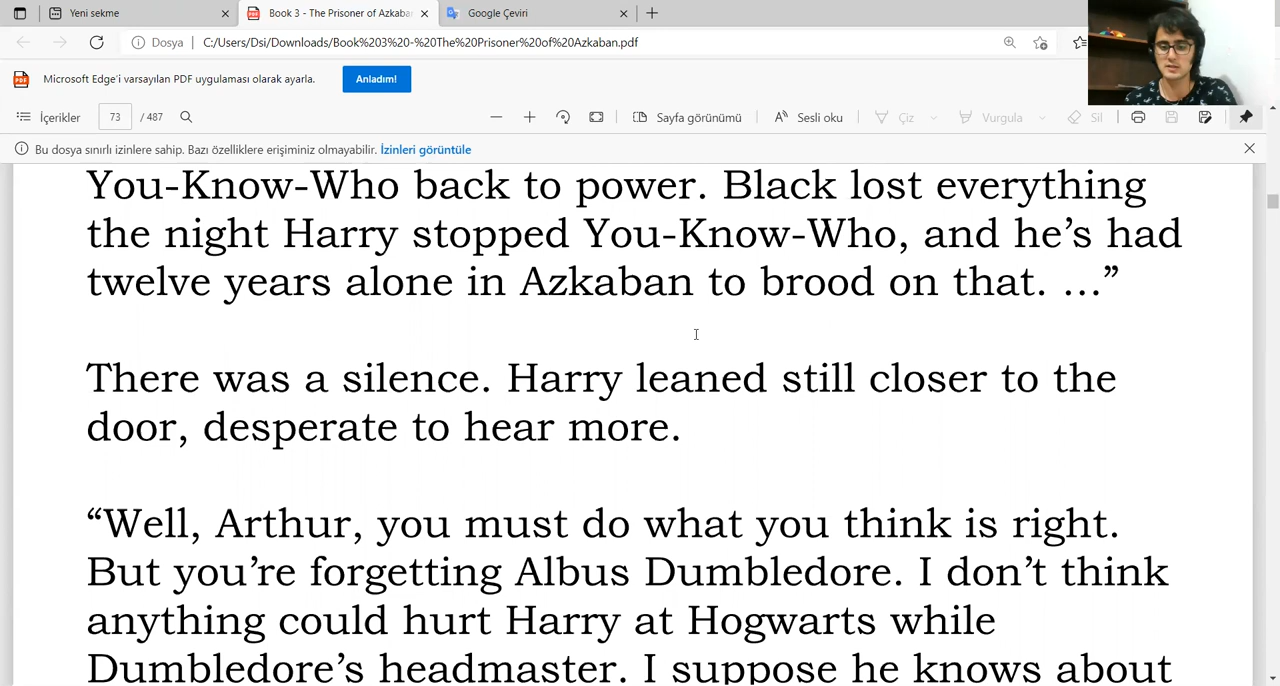 Yeni sekme
Book 3 - The Prisoner of Azkaban
Google Çeviri
Dosya C:/Users/Dsi/Downloads/Book%203%20-%20The%20Prisoner%20of%20Azkaban.pdf
Microsoft Edge'i varsayılan PDF uygulaması olarak ayarla. Anladım!
İçerikler 73 / 487 Sayfa görünümü Sesli oku Çiz Vurgula Sil
Bu dosya sınırlı izinlere sahip. Bazı özelliklere erişiminiz olmayabilir. İzinleri görüntüle
You-Know-Who back to power. Black lost everything
the night Harry stopped You-Know-Who, and he’s had
twelve years alone in Azkaban to brood on that. …”
There was a silence. Harry leaned still closer to the
door, desperate to hear more.
“Well, Arthur, you must do what you think is right.
But you’re forgetting Albus Dumbledore. I don’t think
anything could hurt Harry at Hogwarts while
Dumbledore’s headmaster. I suppose he knows about